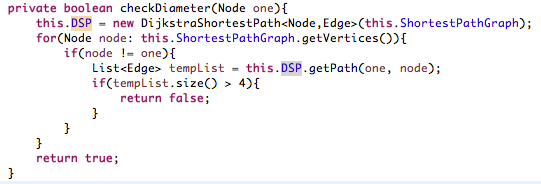 private boolean checkDiameter(Node one){
    this.DSP = new DijkstraShortestPath<Node,Edge>(this.ShortestPathGraph);
    for(Node node: this.ShortestPathGraph.getVertices()){
        if(node != one){
            List<Edge> tempList = this.DSP.getPath(one, node);
            if(tempList.size() > 4){
                return false;
            }
        }
    }
    return true;
}